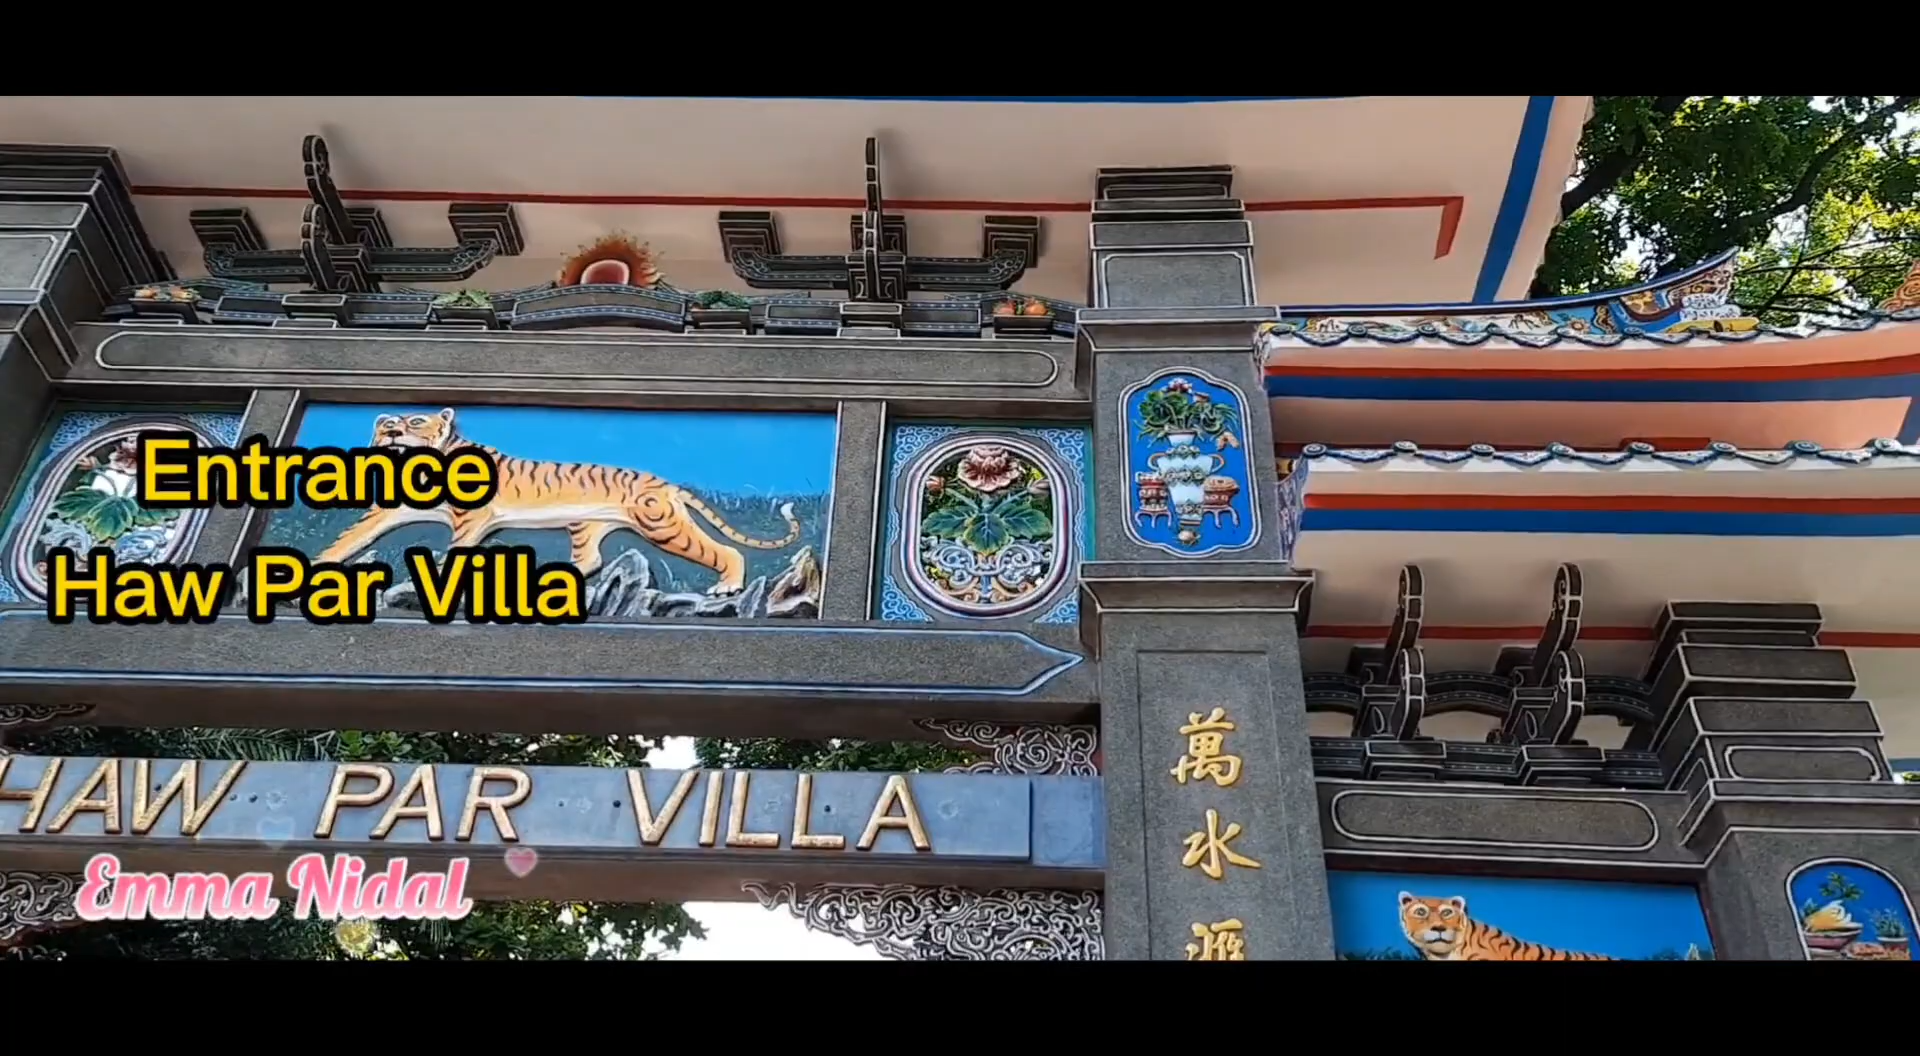 Entrance
Haw Par Villa
HAW PAR VILLA
Emma Nidal
萬水